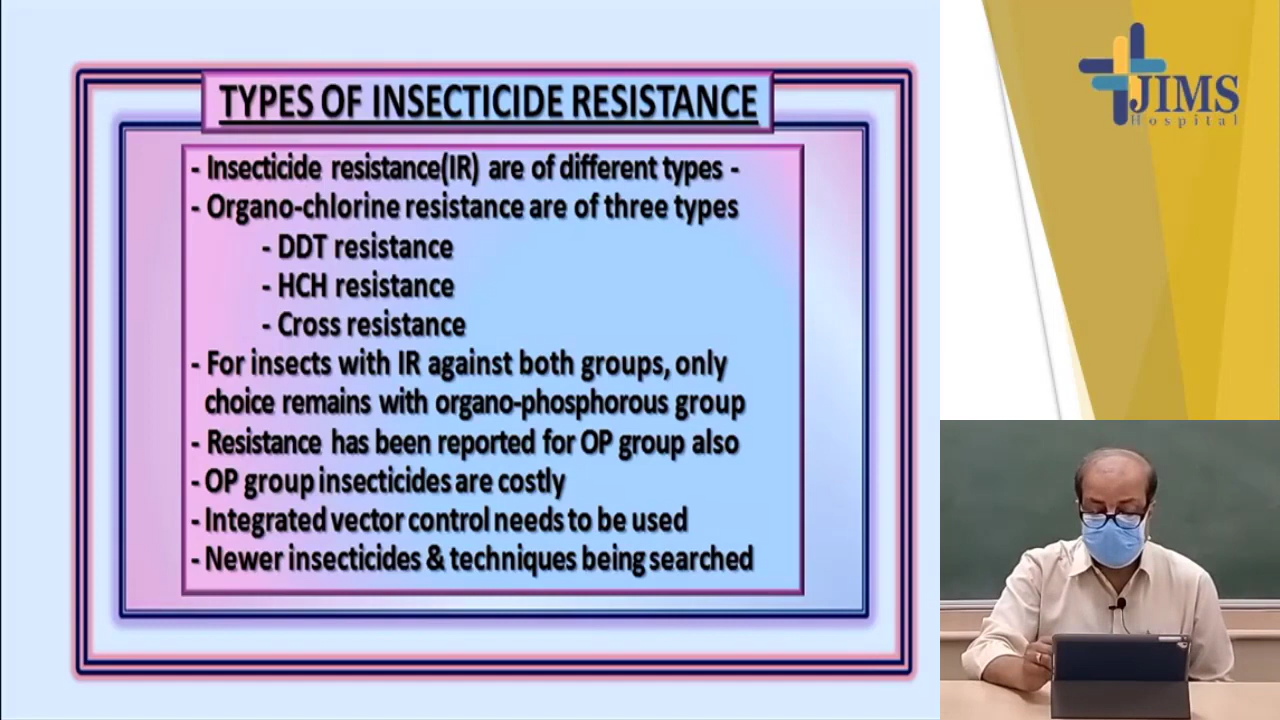 TYPES OF INSECTICIDE RESISTANCE
- Insecticide resistance(IR) are of different types -
- Organo-chlorine resistance are of three types
- DDT resistance
- HCH resistance
- Cross resistance
- For insects with IR against both groups, only
choice remains with organo-phosphorous group
- Resistance has been reported for OP group also
- OP group insecticides are costly
- Integrated vector control needs to be used
- Newer insecticides & techniques being searched
JIMS
Hospital